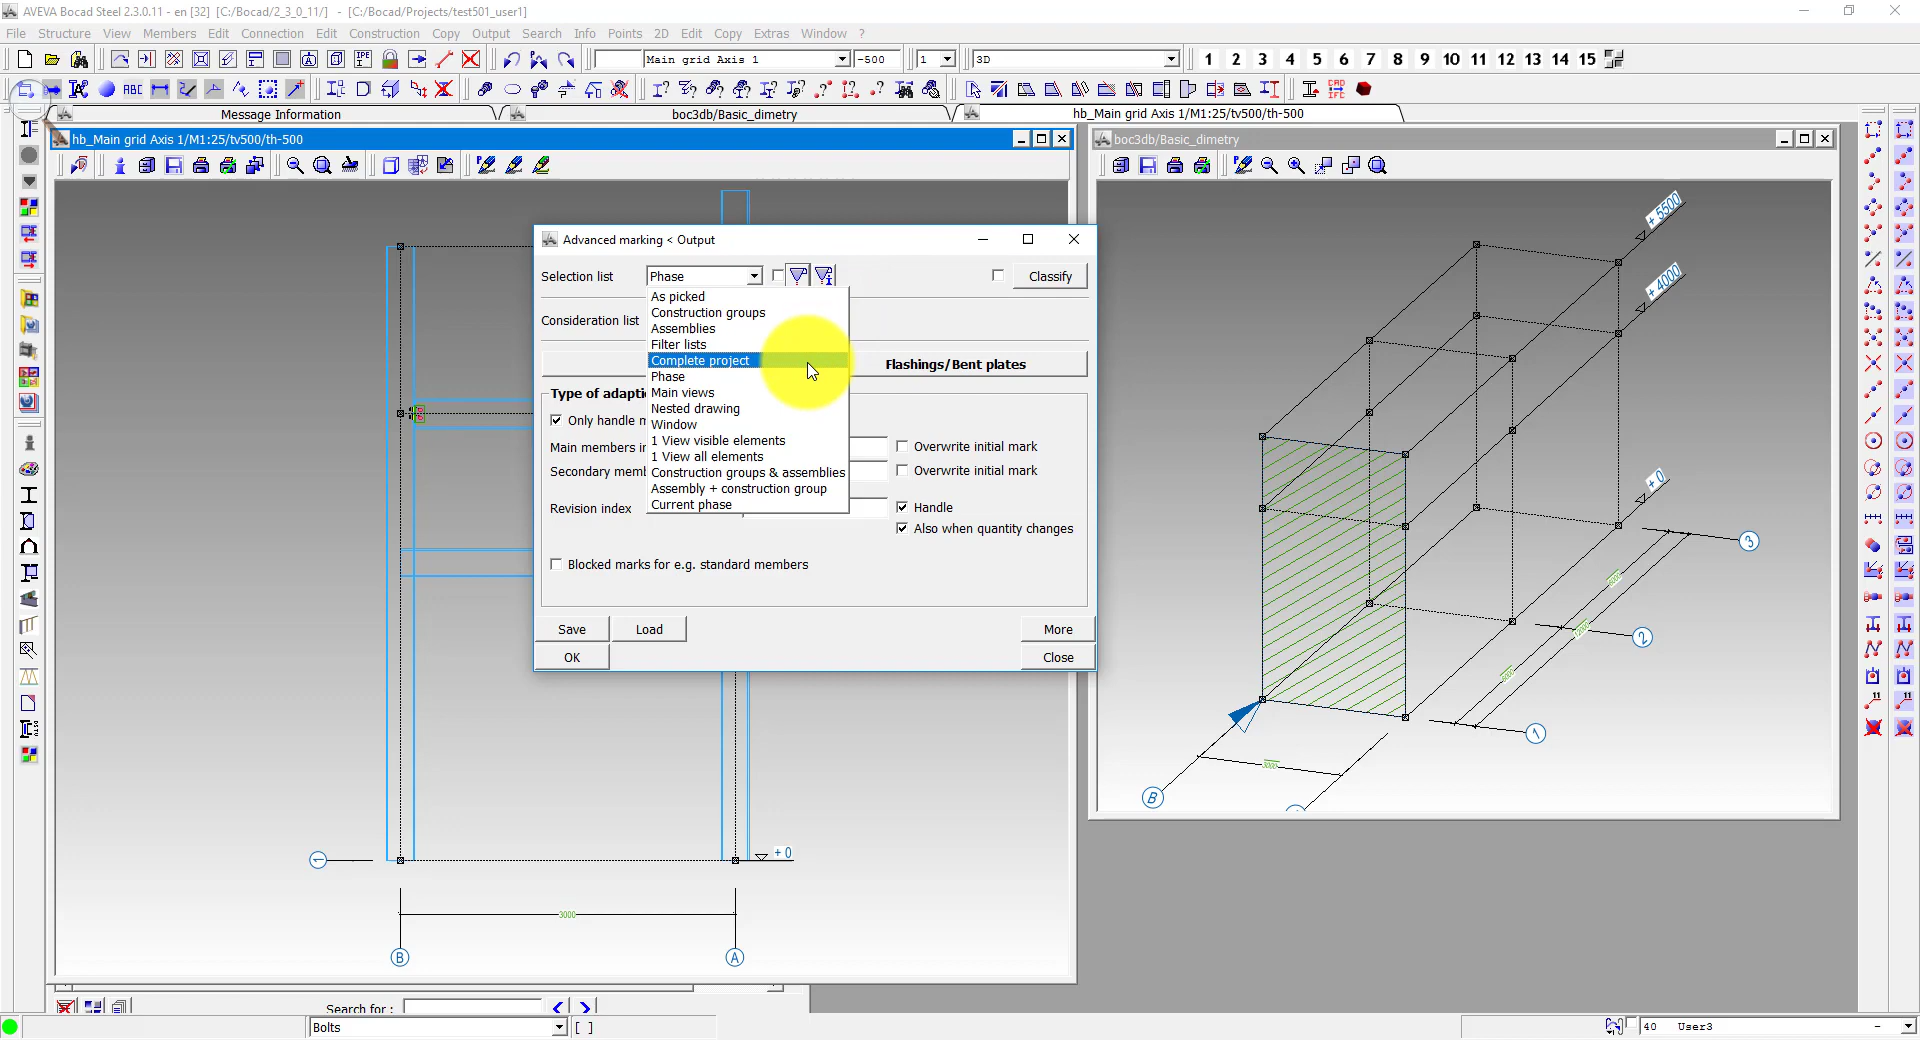 AVEVA Bocad Steel 2.3.0.11 - en [32] [C:/Bocad/2_3_0_11/] - [C:/Bocad/Projects/test501_user1]
File Structure View Members Edit Connection Edit Construction Copy Output Search Info Points 2D Edit Copy Extras Window ?
Main grid Axis 1 -500 1 3D 1 2 3 4 5 6 7 8 9 10 11 12 13 14 15
ABC
Message Information boc3db/Basic_dimetry hb_Main grid Axis 1/M1:25/tv500/th-500
hb_Main grid Axis 1/M1:25/tv500/th-500
boc3db/Basic_dimetry
Advanced marking < Output
Selection list Phase Classify
As picked
Construction groups
Consideration list
Assemblies
Filter lists
Complete project
Flashings/Bent plates
Phase
Type of adapti
Main views
Nested drawing
Only handle m
Window
1 View visible elements
Main members in
Overwrite initial mark
1 View all elements
Secondary memb
Construction groups & assemblies
Overwrite initial mark
Assembly + construction group
Current phase
Revision index
Handle
Also when quantity changes
Blocked marks for e.g. standard members
Save Load More
OK Close
+ 5500
+ 4000
+ 0
3
2
1
B
3000
1
+ 0
3000
B A
11 11
Search for :
Bolts [ ]
40 User3 -